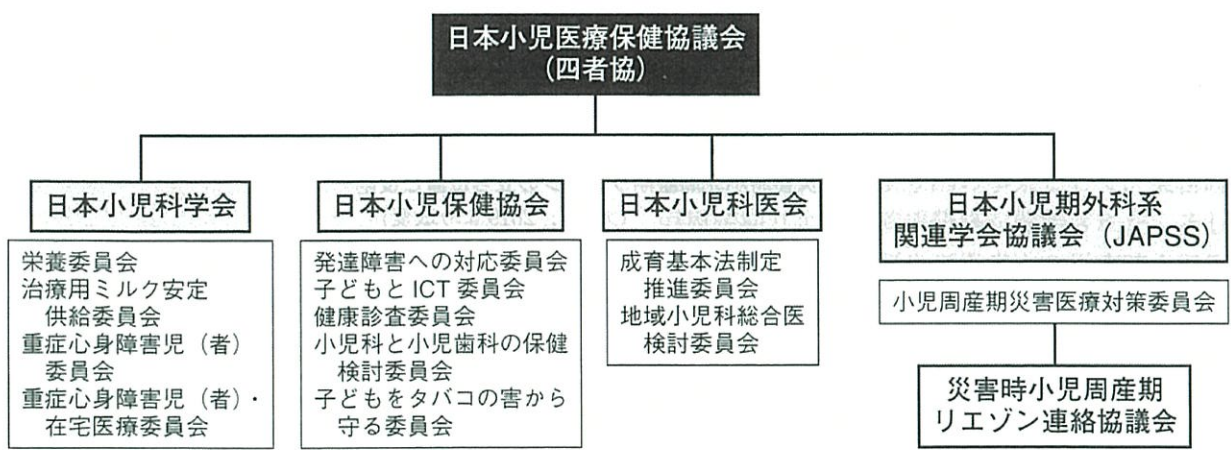 日本小児医療保健協議会
(四者協)
日本小児科学会
栄養委員会
治療用ミルク安定
供給委員会
重症心身障害児(者)
委員会
重症心身障害児(者)・
在宅医療委員会
日本小児保健協会
発達障害への対応委員会
子どもとICT委員会
健康診査委員会
小児科と小児歯科の保健
検討委員会
子どもをタバコの害から
守る委員会
日本小児科医会
成育基本法制定
推進委員会
地域小児科総合医
検討委員会
日本小児期外科系
関連学会協議会(JAPSS)
小児周産期災害医療対策委員会
災害時小児周産期
リエゾン連絡協議会